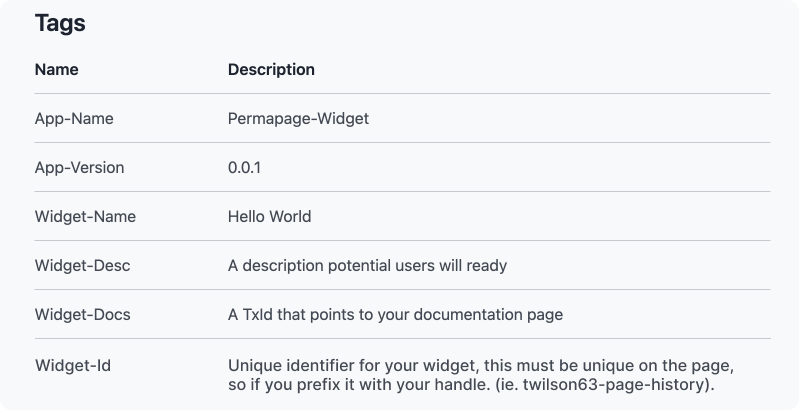 Tags
Name Description
App-Name Permapage-Widget
App-Version 0.0.1
Widget-Name Hello World
Widget-Desc A description potential users will ready
Widget-Docs A TxId that points to your documentation page
Widget-Id Unique identifier for your widget, this must be unique on the page,
so if you prefix it with your handle. (ie. twilson63-page-history).